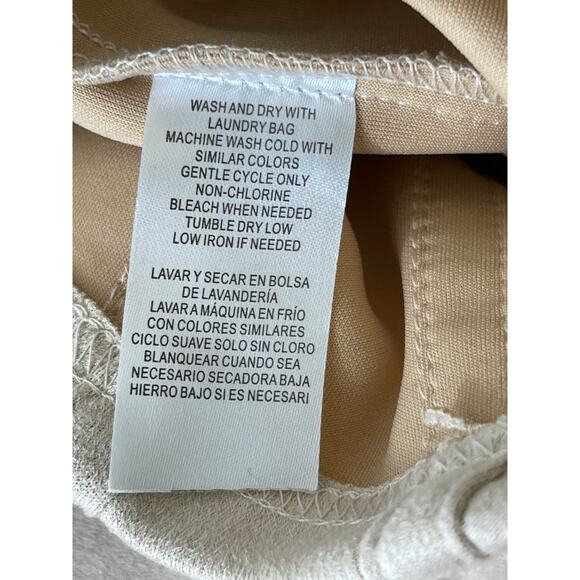 WASH AND DRY WITH
LAUNDRY BAG
MACHINE WASH COLD WITH
SIMILAR COLORS
GENTLE CYCLE ONLY
NON-CHLORINE
BLEACH WHEN NEEDED
TUMBLE DRY LOW
LOW IRON IF NEEDED
LAVAR Y SECAR EN BOLSA
DE LAVANDERÍA
LAVAR A MÁQUINA EN FRÍO
CON COLORES SIMILARES
CICLO SUAVE SOLO SIN CLORO
BLANQUEAR CUANDO SEA
NECESARIO SECADORA BAJA
HIERRO BAJO SI ES NECESARI